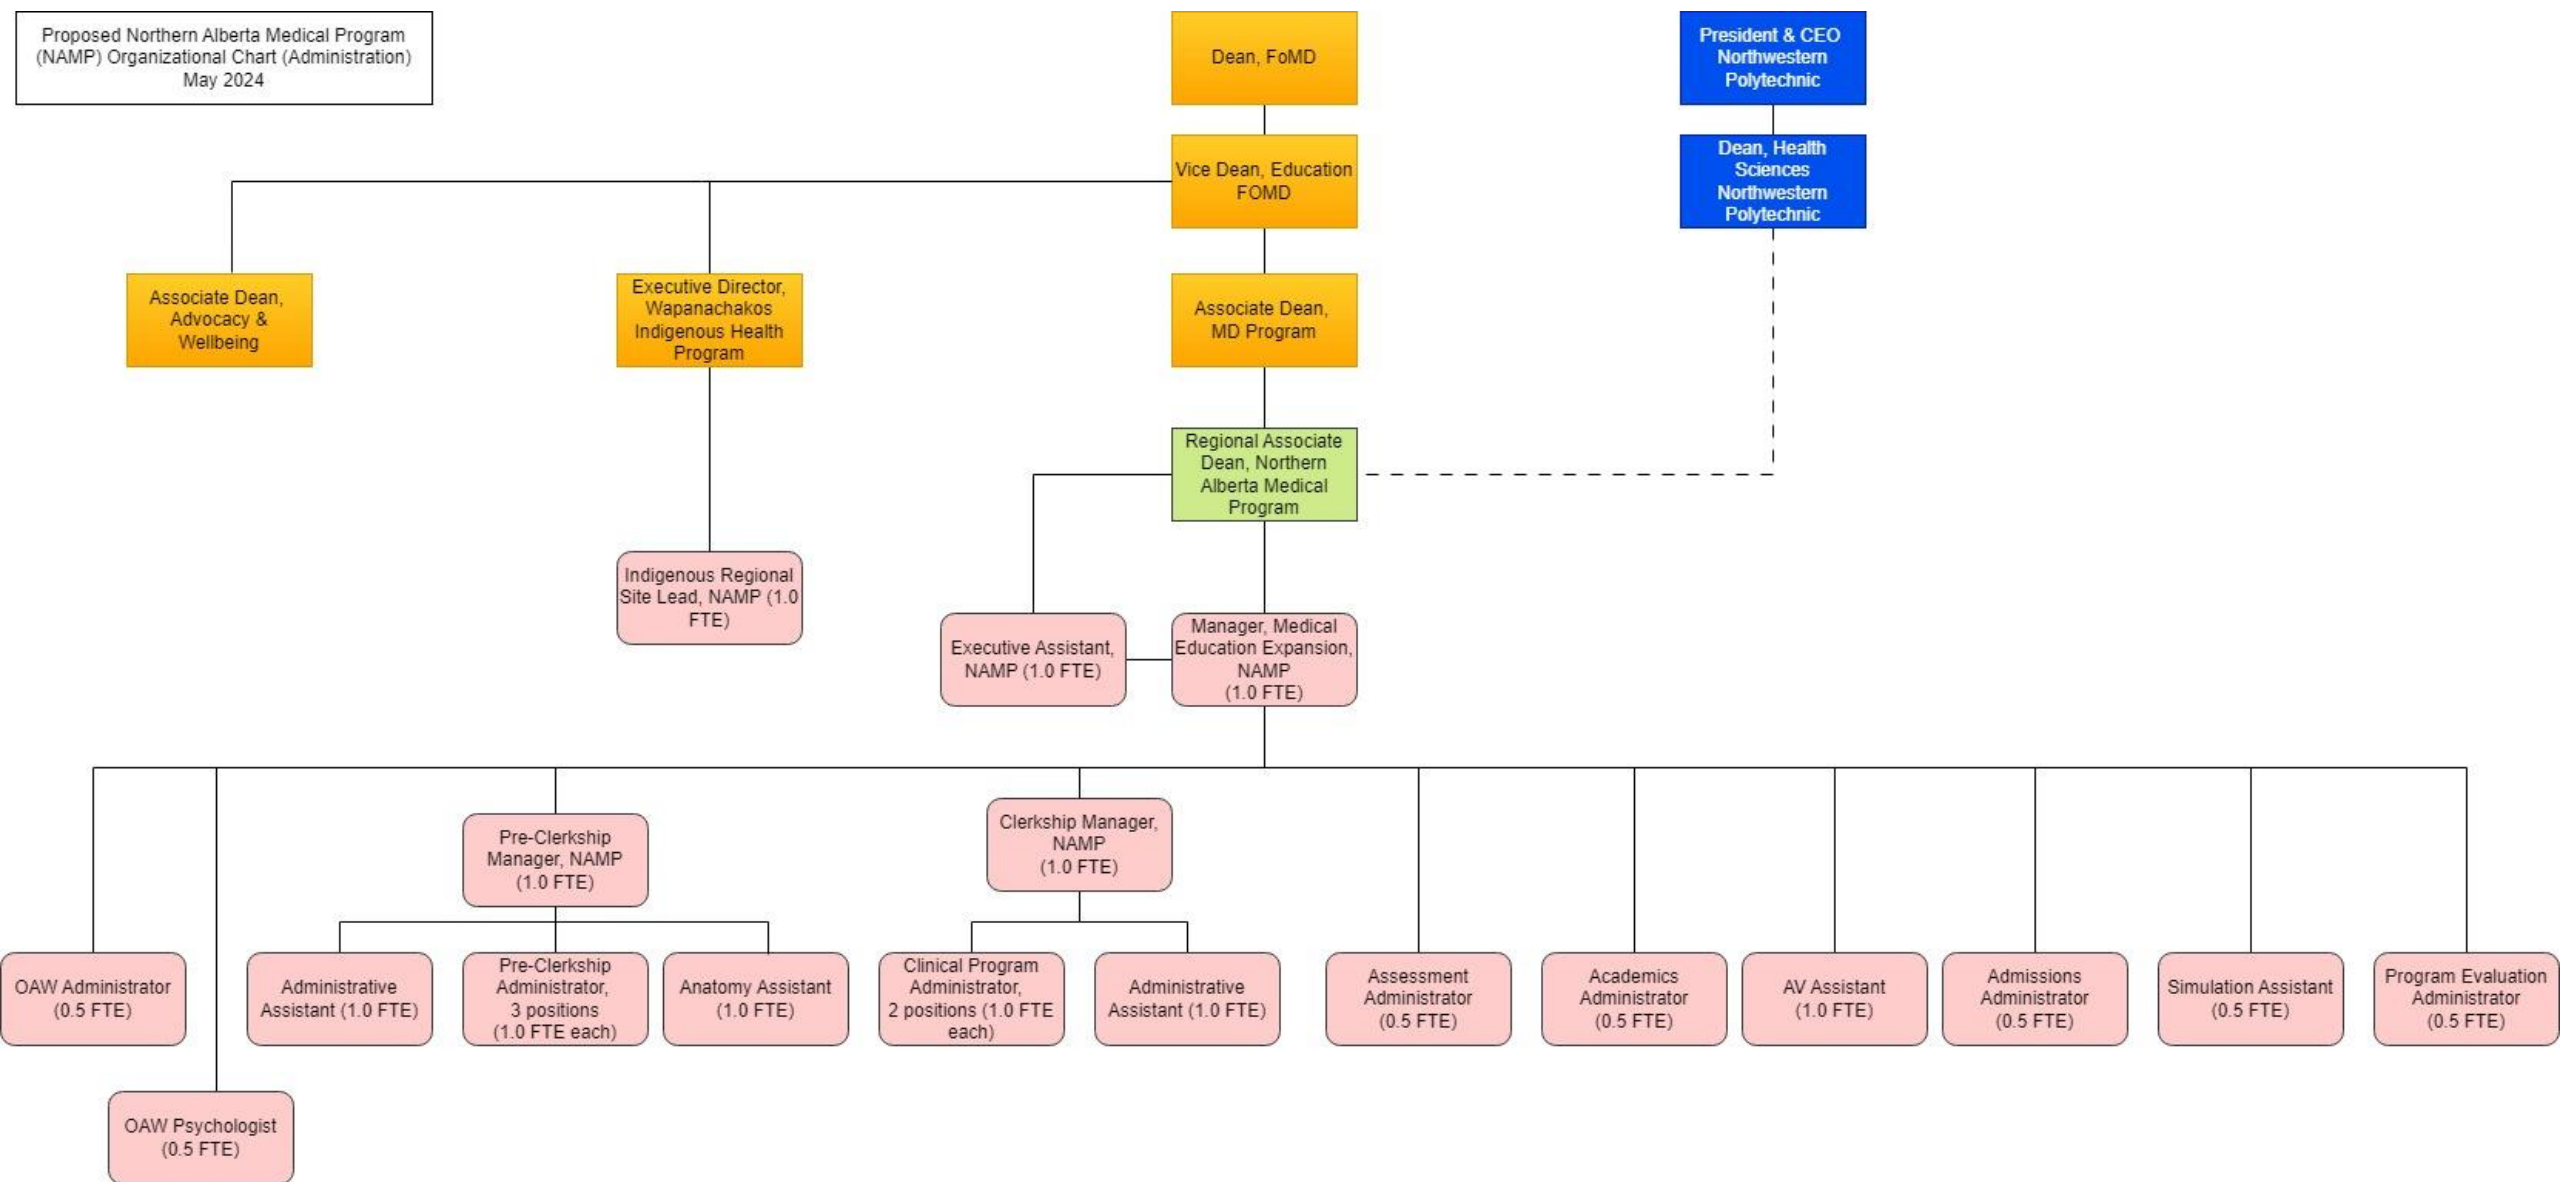 Proposed Northern Alberta Medical Program
(NAMP) Organizational Chart (Administration)
May 2024
Dean, FoMD
President & CEO
Northwestern
Polytechnic
Vice Dean, Education
FOMD
Dean, Health
Sciences
Northwestern
Polytechnic
Associate Dean,
Advocacy &
Wellbeing
Executive Director,
Wapanachakos
Indigenous Health
Program
Associate Dean,
MD Program
Regional Associate
Dean, Northern
Alberta Medical
Program
Indigenous Regional
Site Lead, NAMP (1.0
FTE)
Executive Assistant,
NAMP (1.0 FTE)
Manager, Medical
Education Expansion,
NAMP
(1.0 FTE)
Pre-Clerkship
Manager, NAMP
(1.0 FTE)
Clerkship Manager,
NAMP
(1.0 FTE)
OAW Administrator
(0.5 FTE)
Administrative
Assistant (1.0 FTE)
Pre-Clerkship
Administrator,
3 positions
(1.0 FTE each)
Anatomy Assistant
(1.0 FTE)
Clinical Program
Administrator,
2 positions (1.0 FTE
each)
Administrative
Assistant (1.0 FTE)
Assessment
Administrator
(0.5 FTE)
Academics
Administrator
(0.5 FTE)
AV Assistant
(1.0 FTE)
Admissions
Administrator
(0.5 FTE)
Simulation Assistant
(0.5 FTE)
Program Evaluation
Administrator
(0.5 FTE)
OAW Psychologist
(0.5 FTE)